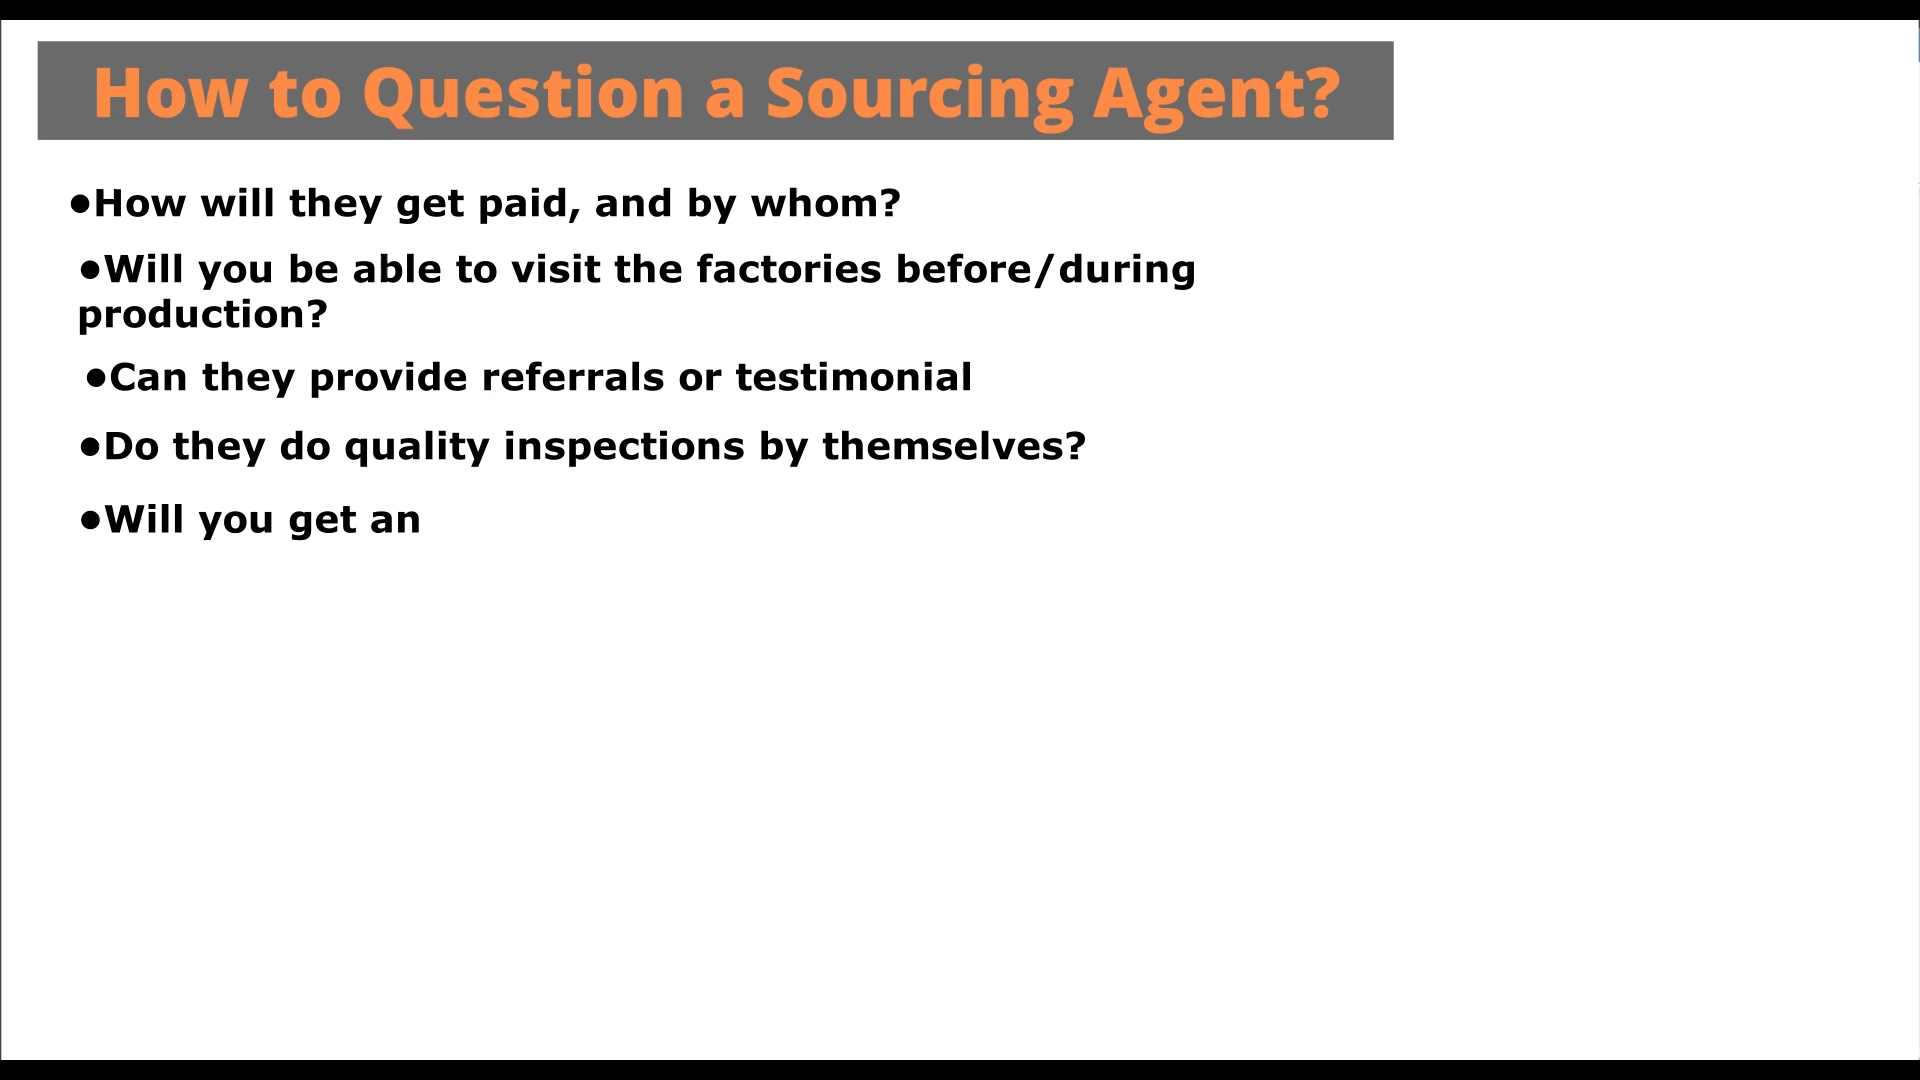 How to Question a Sourcing Agent?
•How will they get paid, and by whom?
•Will you be able to visit the factories before/during
production?
•Can they provide referrals or testimonial
•Do they do quality inspections by themselves?
•Will you get an